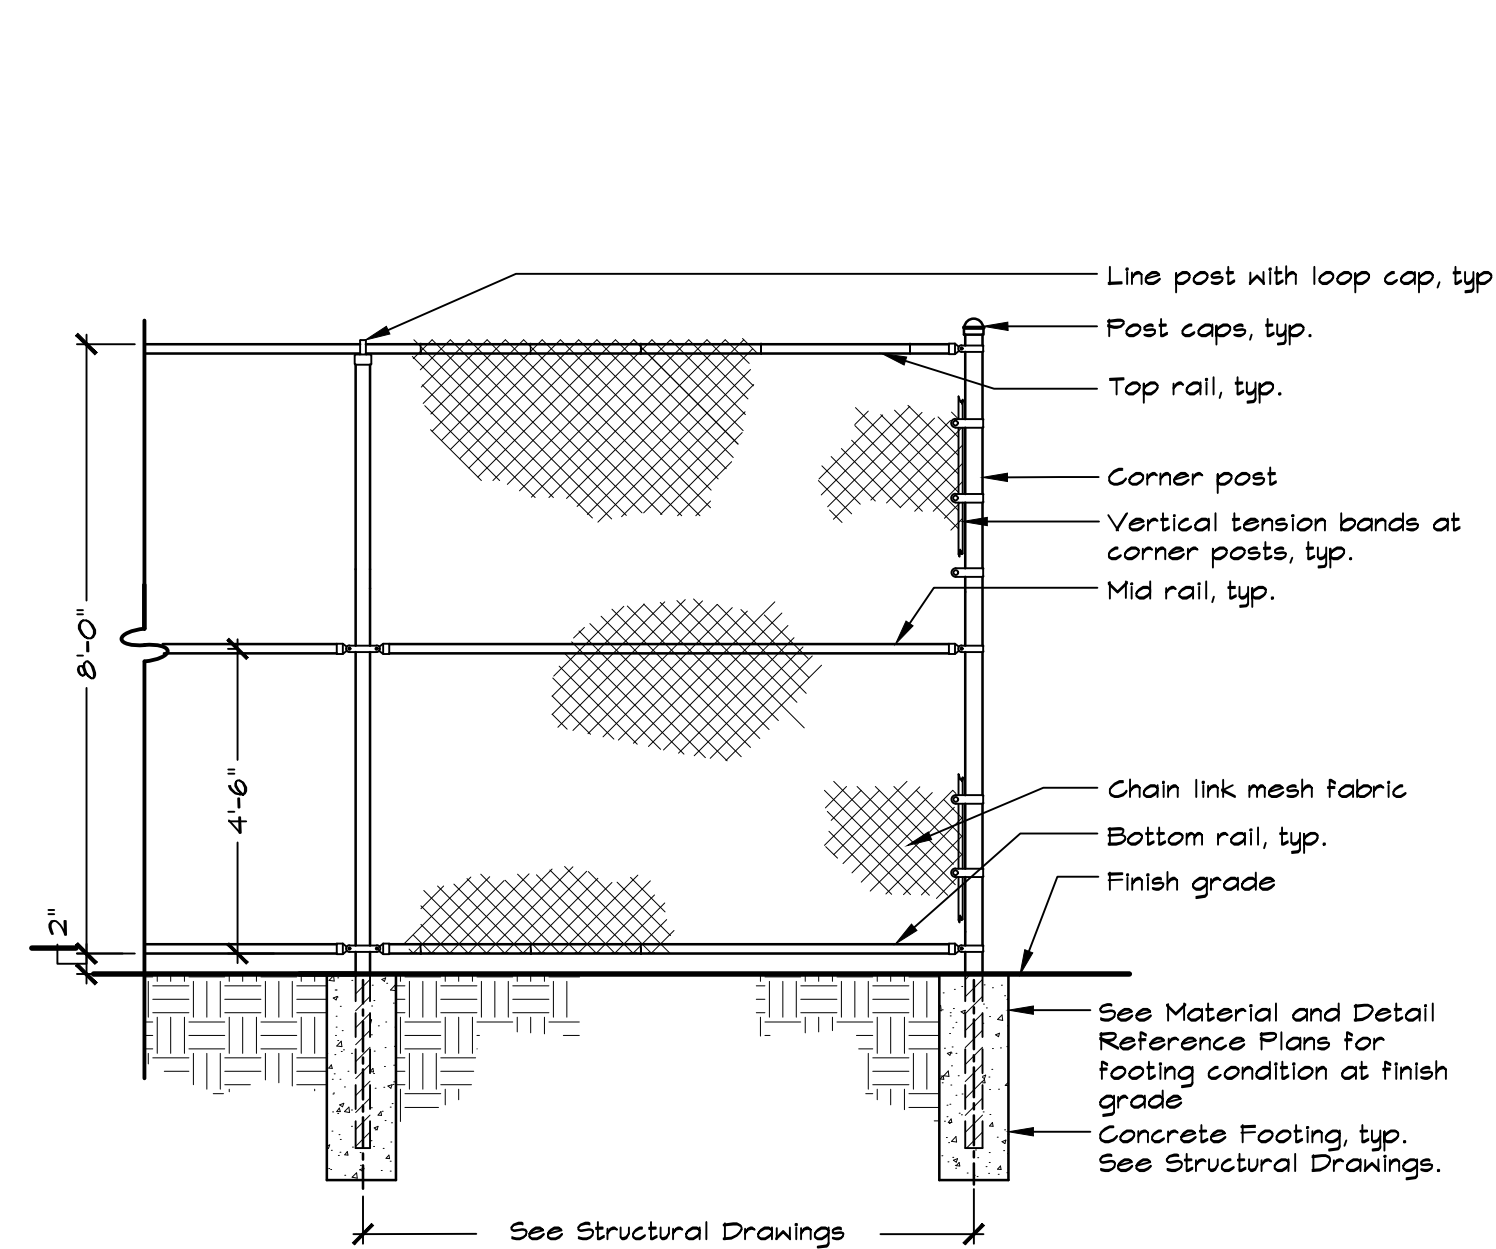 Line post with loop cap, typ
Post caps, typ.
Top rail, typ.
Corner post
Vertical tension bands at
corner posts, typ.
Mid rail, typ.
8'-0"
4'-6"
Chain link mesh fabric
Bottom rail, typ.
Finish grade
2"
See Material and Detail
Reference Plans for
footing condition at finish
grade
Concrete Footing, typ.
See Structural Drawings.
See Structural Drawings